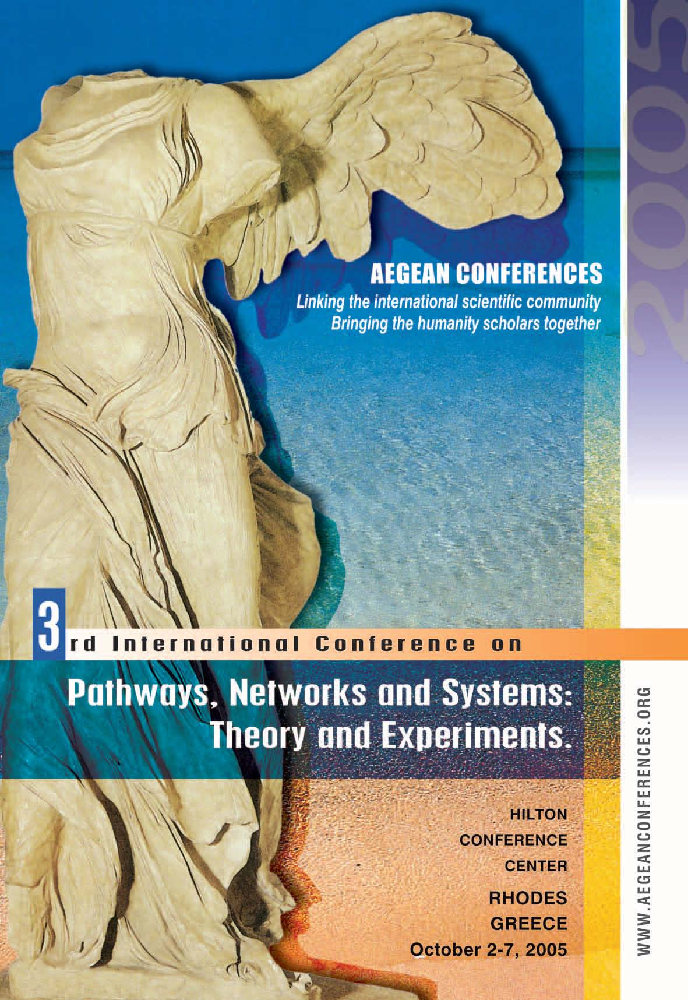 2005
AEGEAN CONFERENCES
Linking the international scientific community
Bringing the humanity scholars together
3rd International Conference on
Pathways, Networks and Systems:
Theory and Experiments.
HILTON
CONFERENCE
CENTER
RHODES
GREECE
October 2-7, 2005
WWW.AEGEANCONFERENCES.ORG